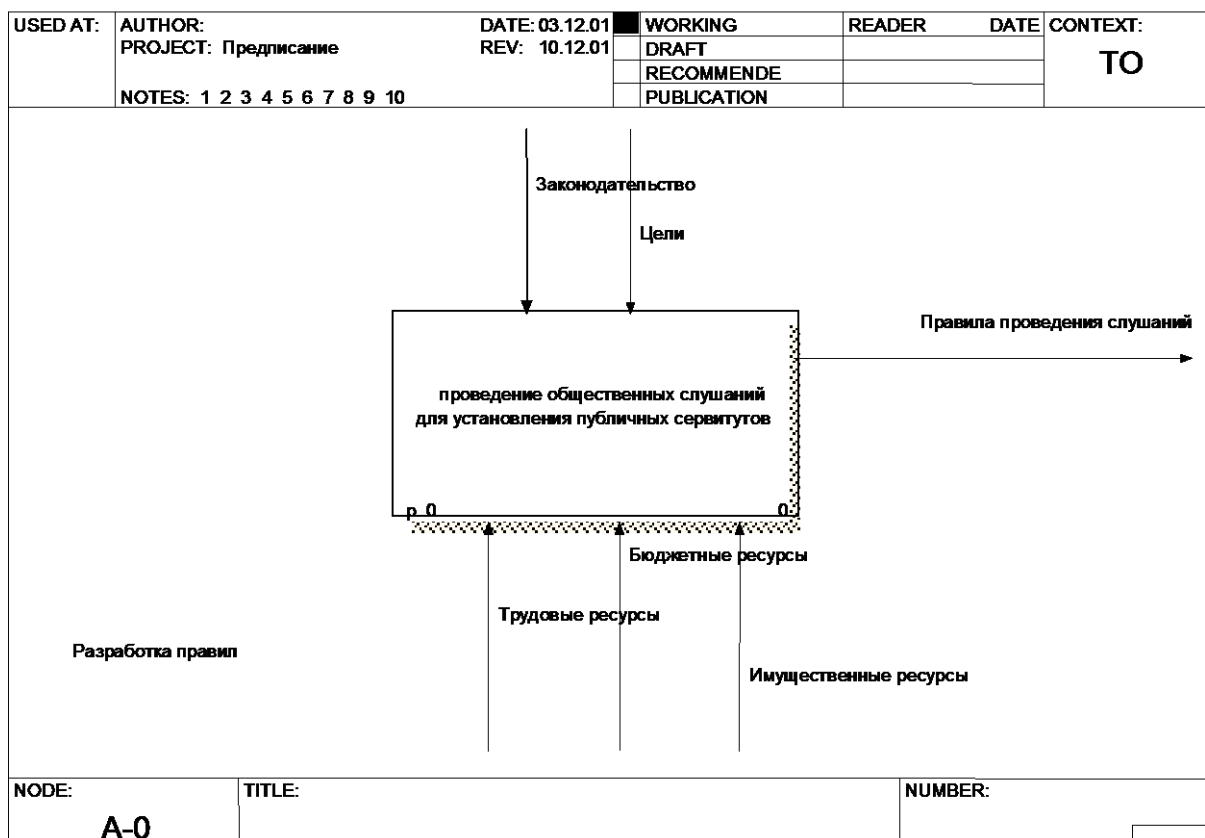 USED AT: AUTHOR: DATE: 03.12.01 WORKING READER DATE CONTEXT:
PROJECT: Предписание REV: 10.12.01 DRAFT
TO
RECOMMENDE
NOTES: 1 2 3 4 5 6 7 8 9 10 PUBLICATION
Законодательство
Цели
Правила проведения слушаний
проведение общественных слушаний
для установления публичных сервитутов
р. 0 0
Бюджетные ресурсы
Трудовые ресурсы
Разработка правил
Имущественные ресурсы
NODE: TITLE: NUMBER:
A-0